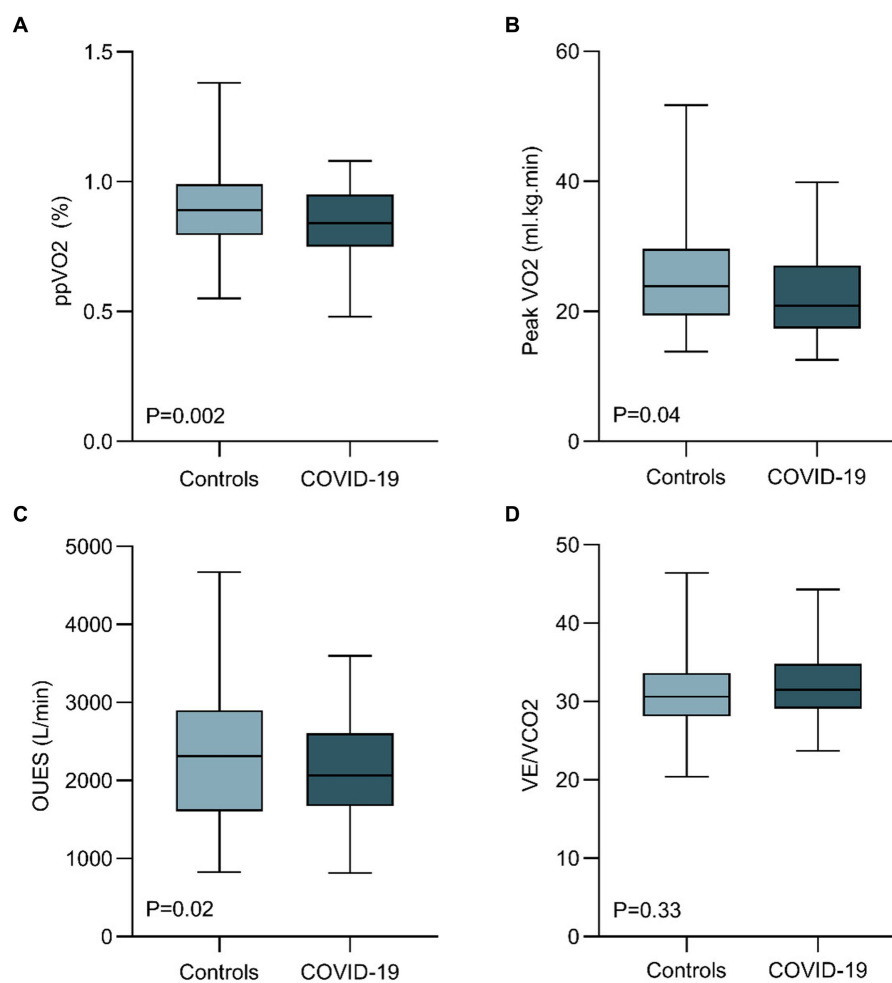 A
1.5
1.0
0.5
0.0
ppVO2 (%)
P=0.002
Controls COVID-19
B
60
40
20
0
Peak VO2 (ml.kg.min)
P=0.04
Controls COVID-19
C
5000
4000
3000
2000
1000
0
OUES (L/min)
P=0.02
Controls COVID-19
D
50
40
30
20
10
0
VE/VCO2
P=0.33
Controls COVID-19